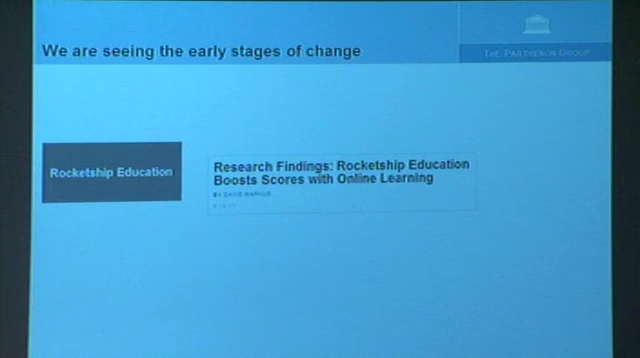 We are seeing the early stages of change
THE PARTHENON GROUP
Rocketship Education
Research Findings: Rocketship Education
Boosts Scores with Online Learning
BY DAVID MARKUS